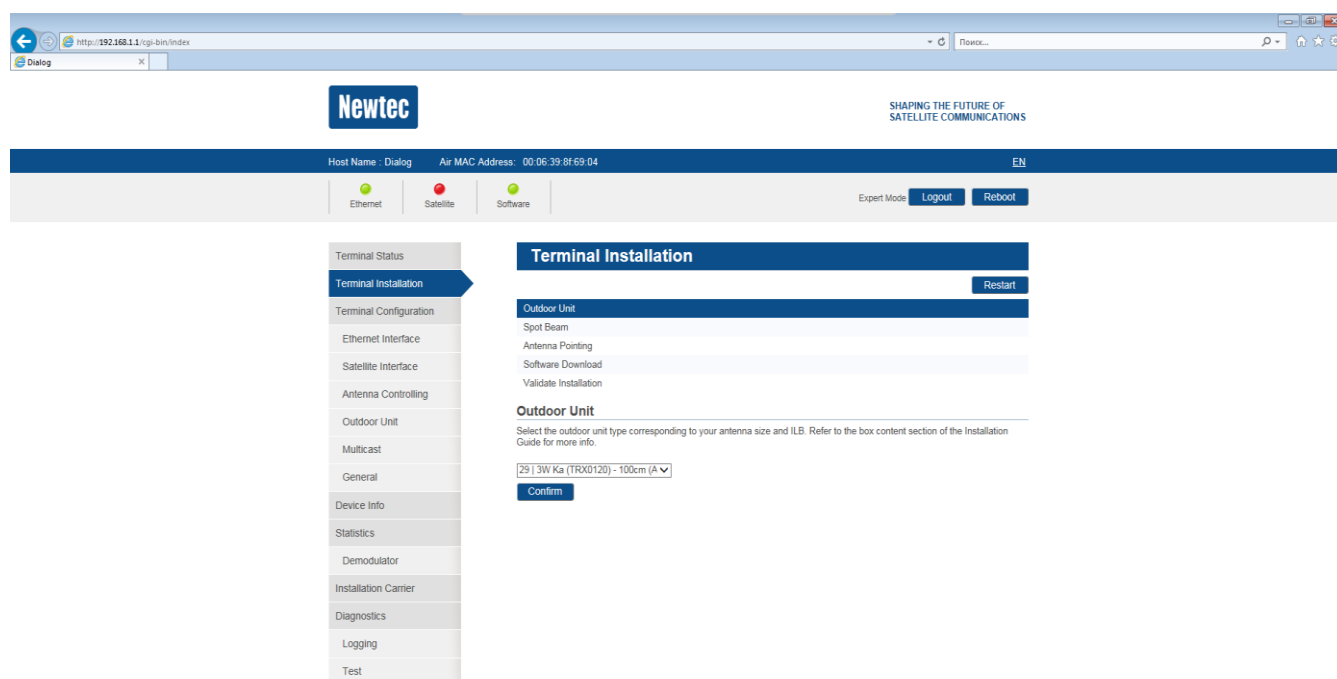 http://192.168.1.1/cgi-bin/index
Поиск...
Dialog
Newtec
SHAPING THE FUTURE OF
SATELLITE COMMUNICATIONS
Host Name : Dialog Air MAC Address: 00:06:39:8f:69:04 EN
Ethernet Satellite Software Expert Mode Logout Reboot
Terminal Status
Terminal Installation
Terminal Configuration
Ethernet Interface
Satellite Interface
Antenna Controlling
Outdoor Unit
Multicast
General
Device Info
Statistics
Demodulator
Installation Carrier
Diagnostics
Logging
Test
Terminal Installation
Restart
Outdoor Unit
Spot Beam
Antenna Pointing
Software Download
Validate Installation
Outdoor Unit
Select the outdoor unit type corresponding to your antenna size and ILB. Refer to the box content section of the Installation
Guide for more info.
29 | 3W Ka (TRX0120) - 100cm (A
Confirm